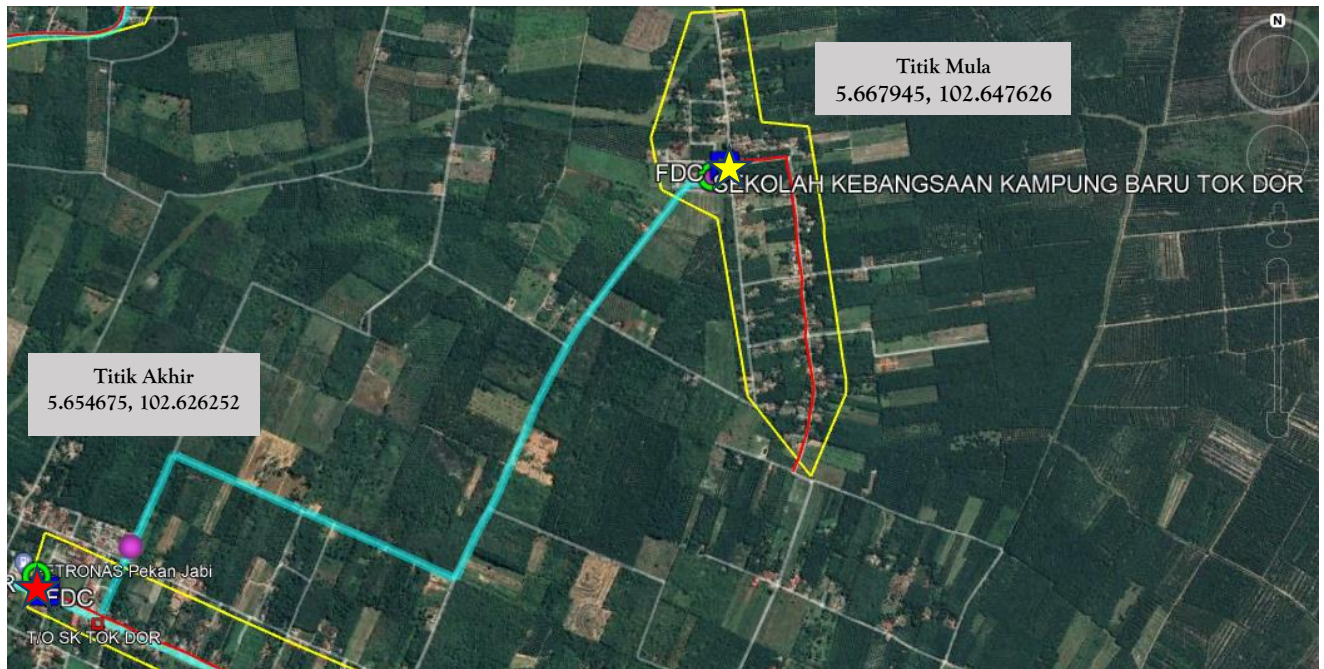 N
Titik Mula
5.667945, 102.647626
FDC
SEKOLAH KEBANGSAAN KAMPUNG BARU TOK DOR
Titik Akhir
5.654675, 102.626252
PETRONAS Pekan Jabi
R
FDC
T/O SK TOK DOR